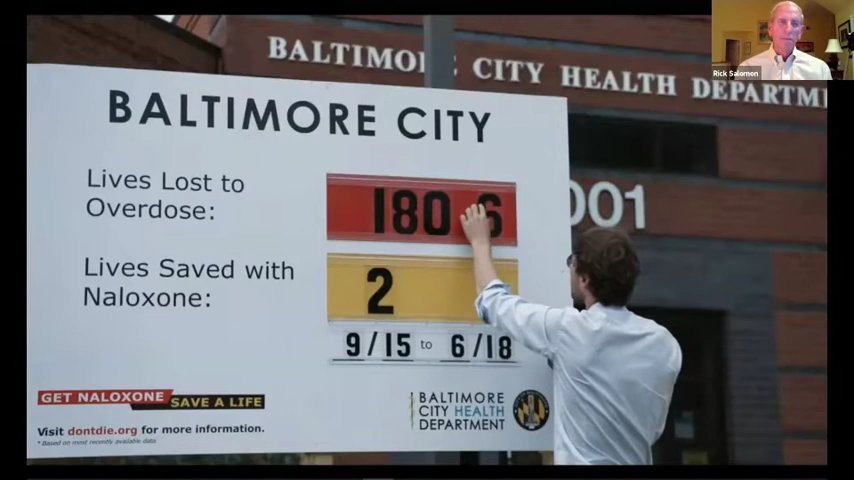 BALTIMO CITY HEALTH DEPARTM
Rick Salomon
BALTIMORE CITY
Lives Lost to
Overdose:
180 6
001
Lives Saved with
Naloxone:
2
9/15 to 6/18
GET NALOXONE
SAVE A LIFE
Visit dontdie.org for more information.
* Based on most recently available data
BALTIMORE
CITY HEALTH
DEPARTMENT